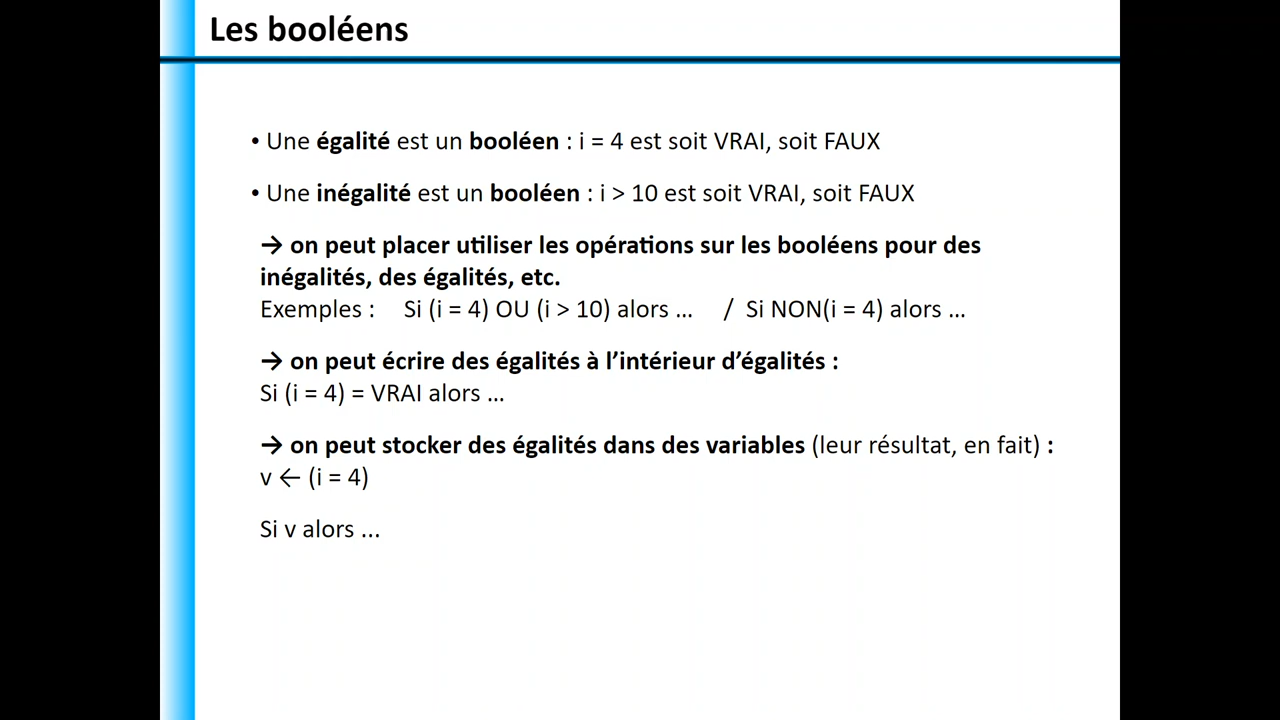 Les booléens
• Une égalité est un booléen : i = 4 est soit VRAI, soit FAUX
• Une inégalité est un booléen : i > 10 est soit VRAI, soit FAUX
→ on peut placer utiliser les opérations sur les booléens pour des
inégalités, des égalités, etc.
Exemples : Si (i = 4) OU (i > 10) alors … / Si NON(i = 4) alors …
→ on peut écrire des égalités à l’intérieur d’égalités :
Si (i = 4) = VRAI alors …
→ on peut stocker des égalités dans des variables (leur résultat, en fait) :
v ← (i = 4)
Si v alors ...